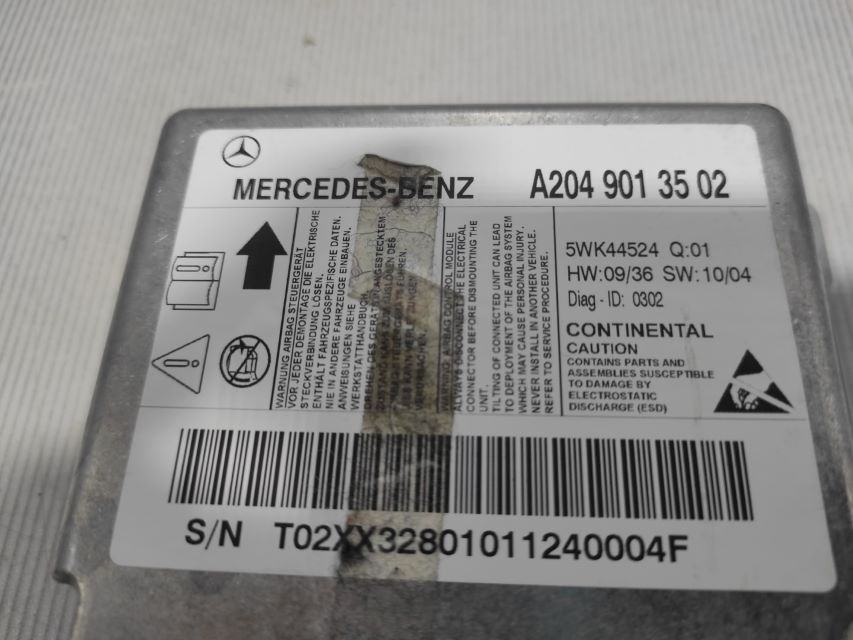 MERCEDES-BENZ
A204 901 35 02
WARNUNG AIRBAG STEUERGERÄT
VOR JEDER DEMONTAGE DIE ELEKTRISCHE
STECKVERBINDUNG LÖSEN.
ENTHÄLT FAHRZEUGSPEZIFISCHE DATEN.
NIE IN ANDERE FAHRZEUGE EINBAUEN.
ANWEISUNGEN SIEHE
WERKSTATTHANDBUCH
DREHEN DES GERÄTES
WARNING AIRBAG CONTROL MODULE
ALWAYS DISCONNECT THE ELECTRICAL
CONNECTOR BEFORE DISMOUNTING THE
UNIT.
TILTING OF CONNECTED UNIT CAN LEAD
TO DEPLOYMENT OF THE AIRBAG SYSTEM
WHICH MAY CAUSE PERSONAL INJURY.
NEVER INSTALL IN ANOTHER VEHICLE.
REFER TO SERVICE PROCEDURE.
5WK44524 Q:01
HW:09/36 SW:10/04
Diag - ID: 0302
CONTINENTAL
CAUTION
CONTAINS PARTS AND
ASSEMBLIES SUSCEPTIBLE
TO DAMAGE BY
ELECTROSTATIC
DISCHARGE (ESD)
S/N T02XX32801011240004F